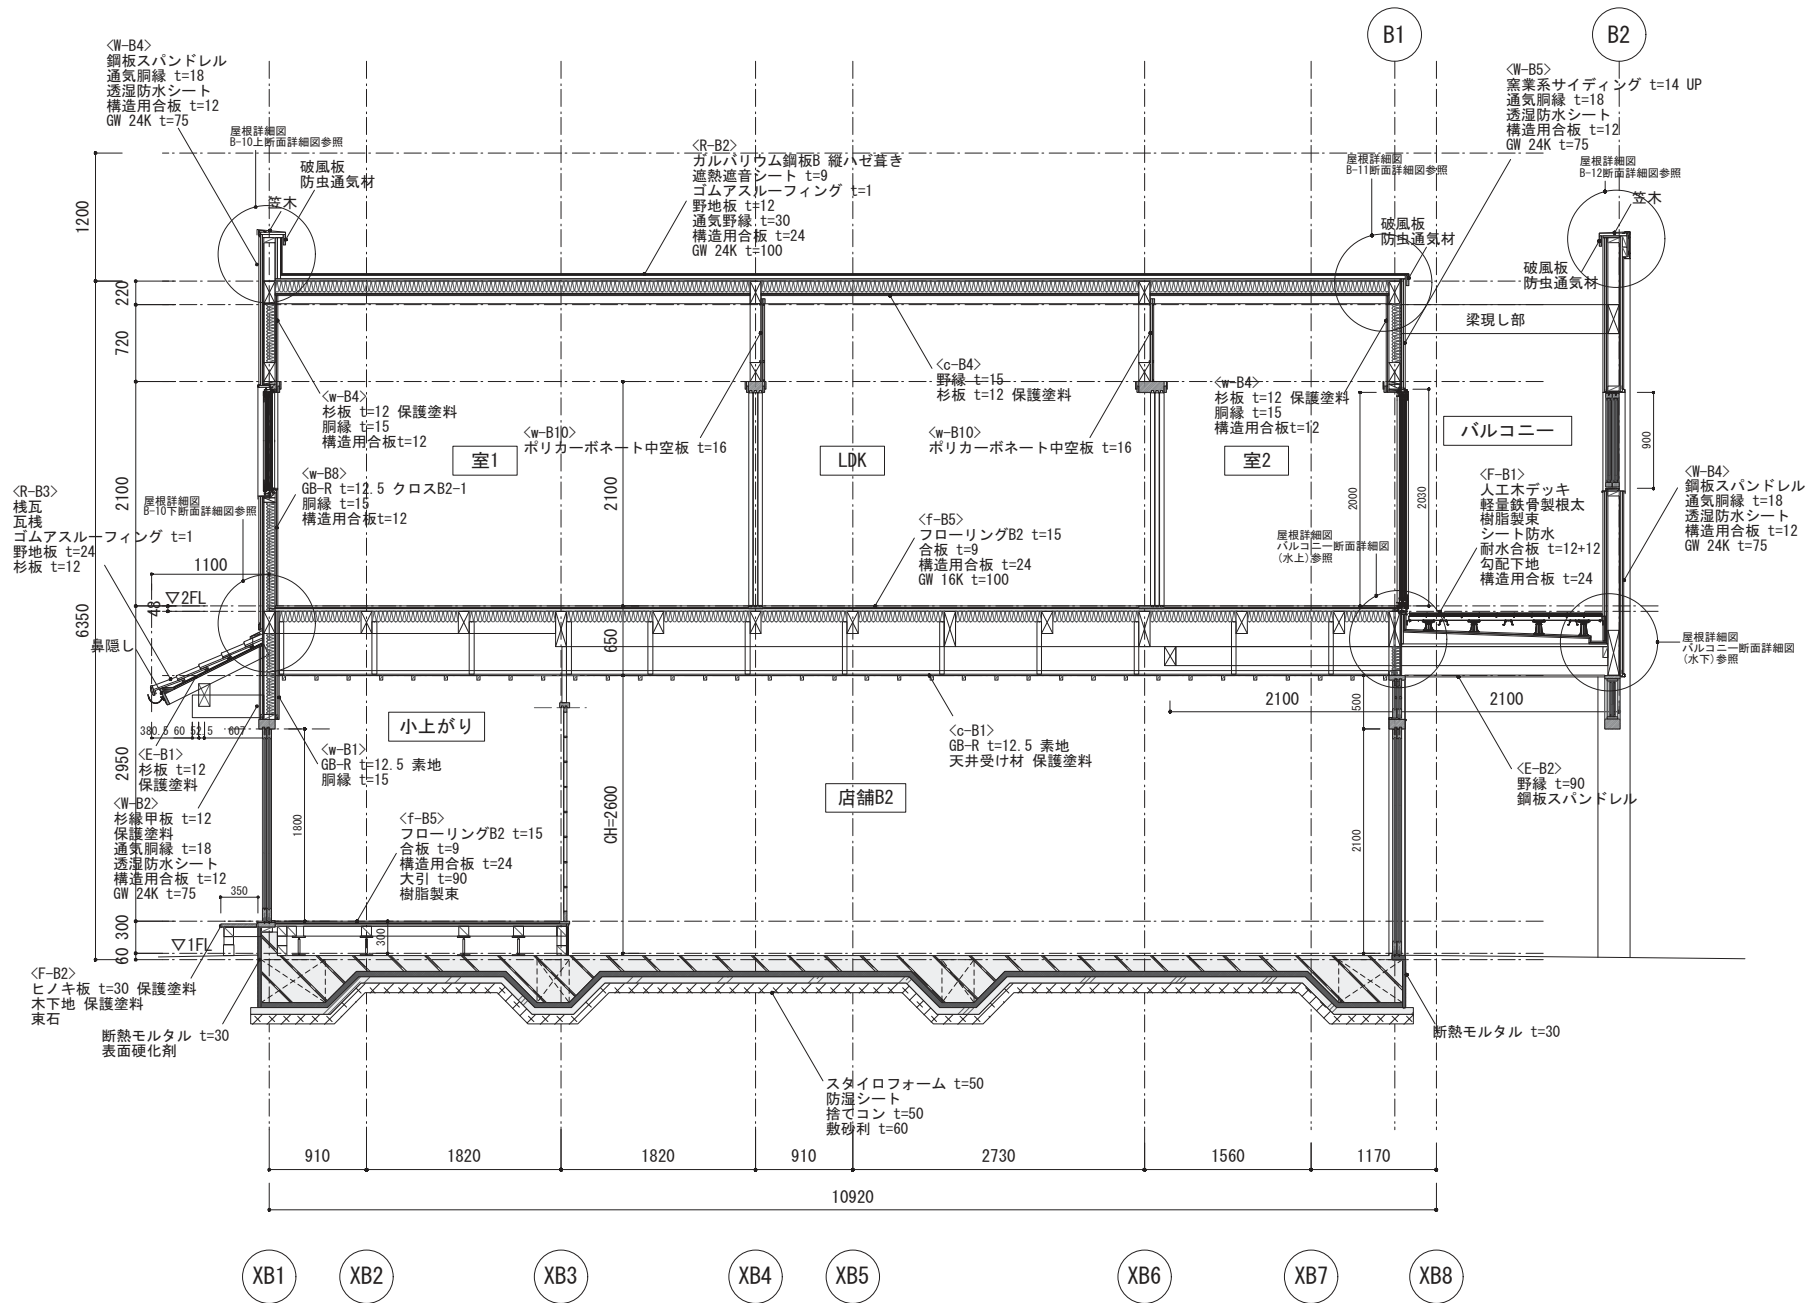 B1
B2
<W-B4>
鋼板スパンドレル
通気胴縁 t=18
透湿防水シート
構造用合板 t=12
GW 24K t=75
屋根詳細図
B-10上断面詳細図参照
破風板
防虫通気材
笠木
<R-B2>
ガルバリウム鋼板B 縦ハゼ葺き
遮熱遮音シート t=9
ゴムアスルーフィング t=1
野地板 t=12
通気野縁 t=30
構造用合板 t=24
GW 24K t=100
屋根詳細図
B-11断面詳細図参照
破風板
防虫通気材
<W-B5>
窯業系サイディング t=14 UP
通気胴縁 t=18
透湿防水シート
構造用合板 t=12
GW 24K t=75
屋根詳細図
B-12断面詳細図参照
笠木
破風板
防虫通気材
梁現し部
1200
220
720
2100
6350
48
2950
300
60
<w-B4>
杉板 t=12 保護塗料
胴縁 t=15
構造用合板t=12
室1
<w-B8>
GB-R t=12.5 クロスB2-1
胴縁 t=15
構造用合板t=12
<w-B10>
ポリカーボネート中空板 t=16
2100
LDK
<c-B4>
野縁 t=15
杉板 t=12 保護塗料
<w-B10>
ポリカーボネート中空板 t=16
<w-B4>
杉板 t=12 保護塗料
胴縁 t=15
構造用合板t=12
室2
2000
2030
バルコニー
900
<F-B1>
人工木デッキ
軽量鉄骨製根太
樹脂製束
シート防水
耐水合板 t=12+12
勾配下地
構造用合板 t=24
<W-B4>
鋼板スパンドレル
通気胴縁 t=18
透湿防水シート
構造用合板 t=12
GW 24K t=75
<R-B3>
桟瓦
瓦桟
ゴムアスルーフィング t=1
野地板 t=24
杉板 t=12
屋根詳細図
B-10下断面詳細図参照
1100
▽2FL
鼻隠し
<f-B5>
フローリングB2 t=15
合板 t=9
構造用合板 t=24
GW 16K t=100
屋根詳細図
バルコニー断面詳細図
(水上)参照
屋根詳細図
バルコニー断面詳細図
(水下)参照
650
2100
2100
500
380.5 60 52.5 607
小上がり
<w-B1>
GB-R t=12.5 素地
胴縁 t=15
<c-B1>
GB-R t=12.5 素地
天井受け材 保護塗料
<E-B1>
杉板 t=12
保護塗料
<E-B2>
野縁 t=90
鋼板スパンドレル
店舗B2
CH=2600
<W-B2>
杉縁甲板 t=12
保護塗料
通気胴縁 t=18
透湿防水シート
構造用合板 t=12
GW 24K t=75
1800
<f-B5>
フローリングB2 t=15
合板 t=9
構造用合板 t=24
大引 t=90
樹脂製束
2100
350
300
▽1FL
<F-B2>
ヒノキ板 t=30 保護塗料
木下地 保護塗料
束石
断熱モルタル t=30
表面硬化剤
断熱モルタル t=30
スタイロフォーム t=50
防湿シート
捨てコン t=50
敷砂利 t=60
910
1820
1820
910
2730
1560
1170
10920
XB1
XB2
XB3
XB4
XB5
XB6
XB7
XB8